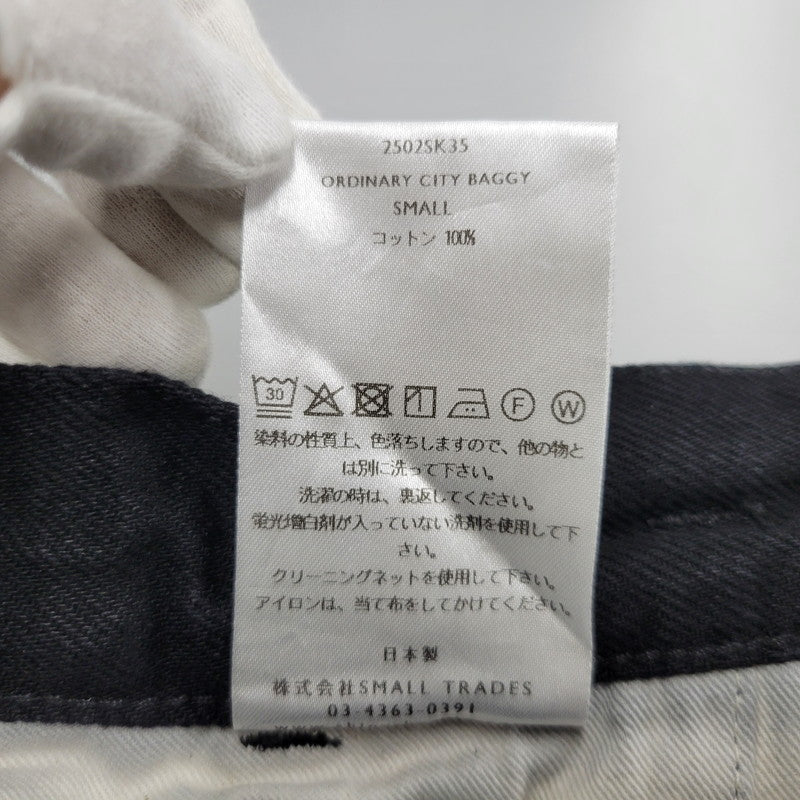 2502SK35
ORDINARY CITY BAGGY
SMALL
コットン 100%
30 F W
染料の性質上、色落ちしますので、他の物と
は別に洗って下さい。
洗濯の時は、裏返してください。
蛍光増白剤が入っていない洗剤を使用して下
さい。
クリーニングネットを使用して下さい。
アイロンは、当て布をしてかけてください。
日本製
株式会社SMALL TRADES
03-4363-0391